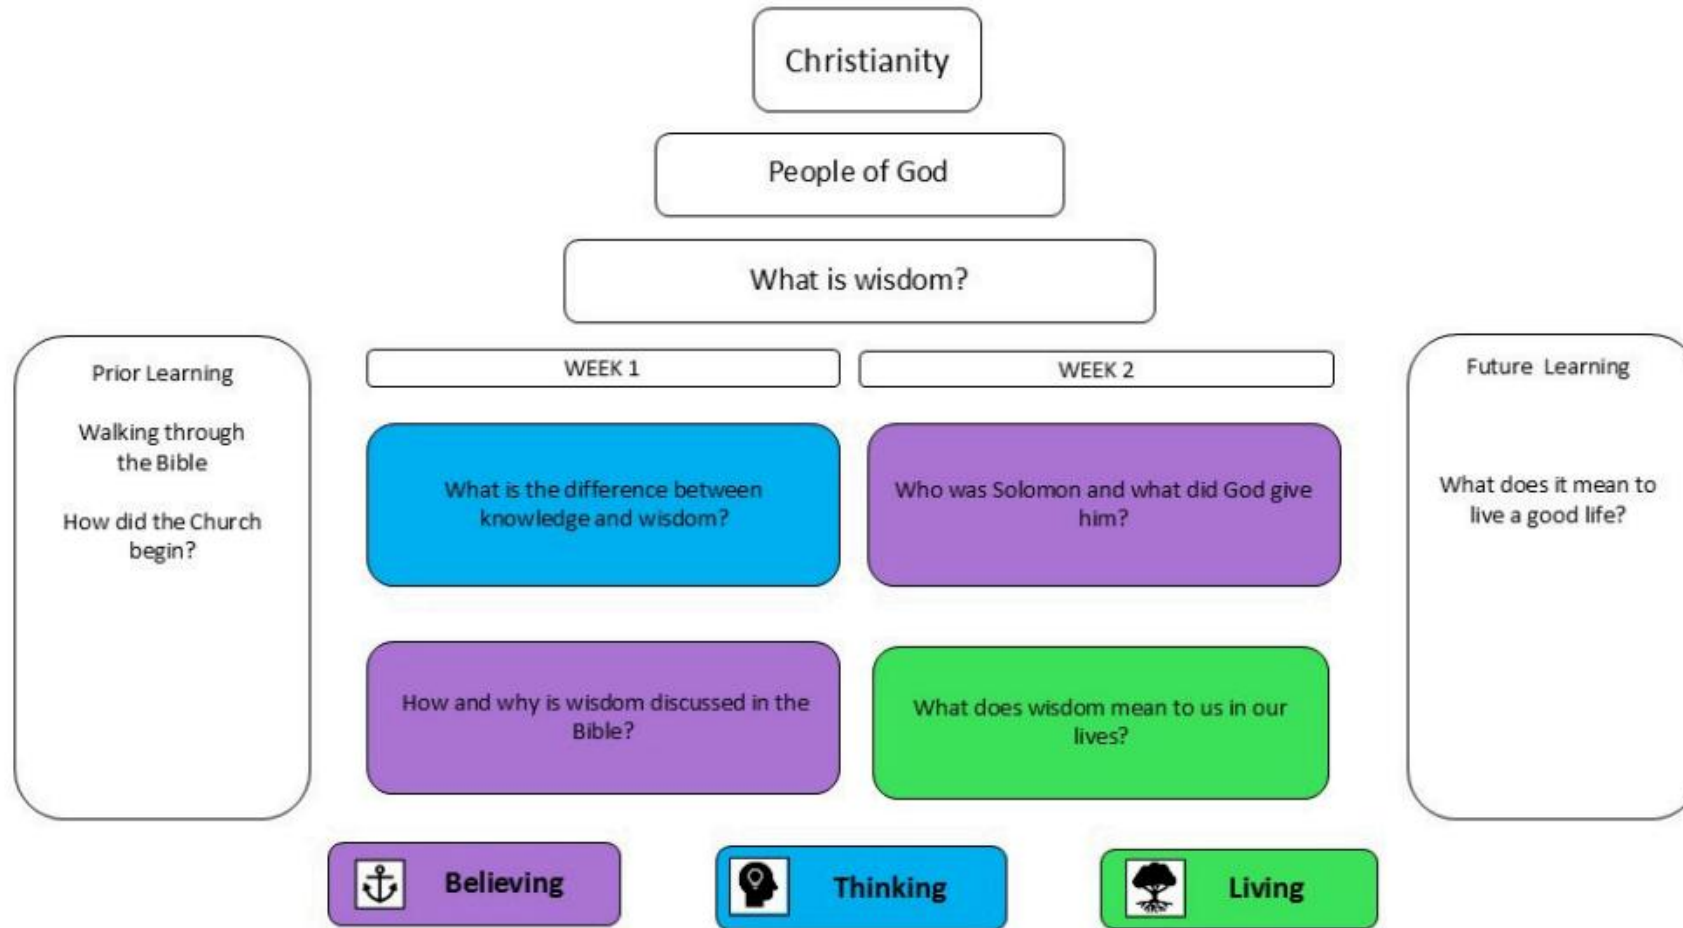 Christianity
People of God
What is wisdom?
Prior Learning
Walking through
the Bible
How did the Church
begin?
WEEK 1
What is the difference between
knowledge and wisdom?
How and why is wisdom discussed in the
Bible?
WEEK 2
Who was Solomon and what did God give
him?
What does wisdom mean to us in our
lives?
Future Learning
What does it mean to
live a good life?
Believing
Thinking
Living